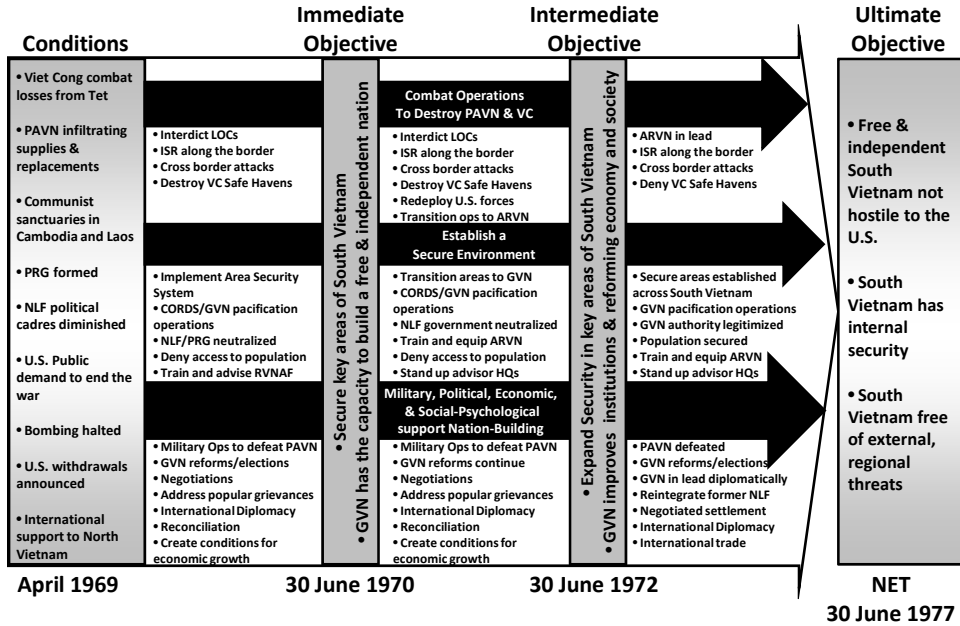 Conditions
Immediate
Objective
Intermediate
Objective
Ultimate
Objective
• Viet Cong combat
losses from Tet
• PAVN infiltrating
supplies &
replacements
• Communist
sanctuaries in
Cambodia and Laos
• PRG formed
• NLF political
cadres diminished
• U.S. Public
demand to end the
war
• Bombing halted
• U.S. withdrawals
announced
• International
support to North
Vietnam
Combat Operations
To Destroy PAVN & VC
• Interdict LOCs
• ISR along the border
• Cross border attacks
• Destroy VC Safe Havens
• Secure key areas of South Vietnam
• GVN has the capacity to build a free & independent nation
• Interdict LOCs
• ISR along the border
• Cross border attacks
• Destroy VC Safe Havens
• Redeploy U.S. forces
• Transition ops to ARVN
• Expand Security in key areas of South Vietnam
• GVN improves institutions & reforming economy and society
• ARVN in lead
• ISR along the border
• Cross border attacks
• Deny VC Safe Havens
Establish a
Secure Environment
• Implement Area Security
System
• CORDS/GVN pacification
operations
• NLF/PRG neutralized
• Deny access to population
• Train and advise RVNAF
• Transition areas to GVN
• CORDS/GVN pacification
operations
• NLF government neutralized
• Train and equip ARVN
• Deny access to population
• Stand up advisor HQs
• Secure areas established
across South Vietnam
• GVN pacification operations
• GVN authority legitimized
• Population secured
• Train and equip ARVN
• Stand up advisor HQs
Military, Political, Economic,
& Social-Psychological
support Nation-Building
• Military Ops to defeat PAVN
• GVN reforms/elections
• Negotiations
• Address popular grievances
• International Diplomacy
• Reconciliation
• Create conditions for
economic growth
• Military Ops to defeat PAVN
• GVN reforms continue
• Negotiations
• Address popular grievances
• International Diplomacy
• Reconciliation
• Create conditions for
economic growth
• PAVN defeated
• GVN reforms/elections
• GVN in lead diplomatically
• Reintegrate former NLF
• Negotiated settlement
• International Diplomacy
• International trade
• Free &
independent
South
Vietnam not
hostile to the
U.S.
• South
Vietnam has
internal
security
• South
Vietnam free
of external,
regional
threats
April 1969
30 June 1970
30 June 1972
NET
30 June 1977